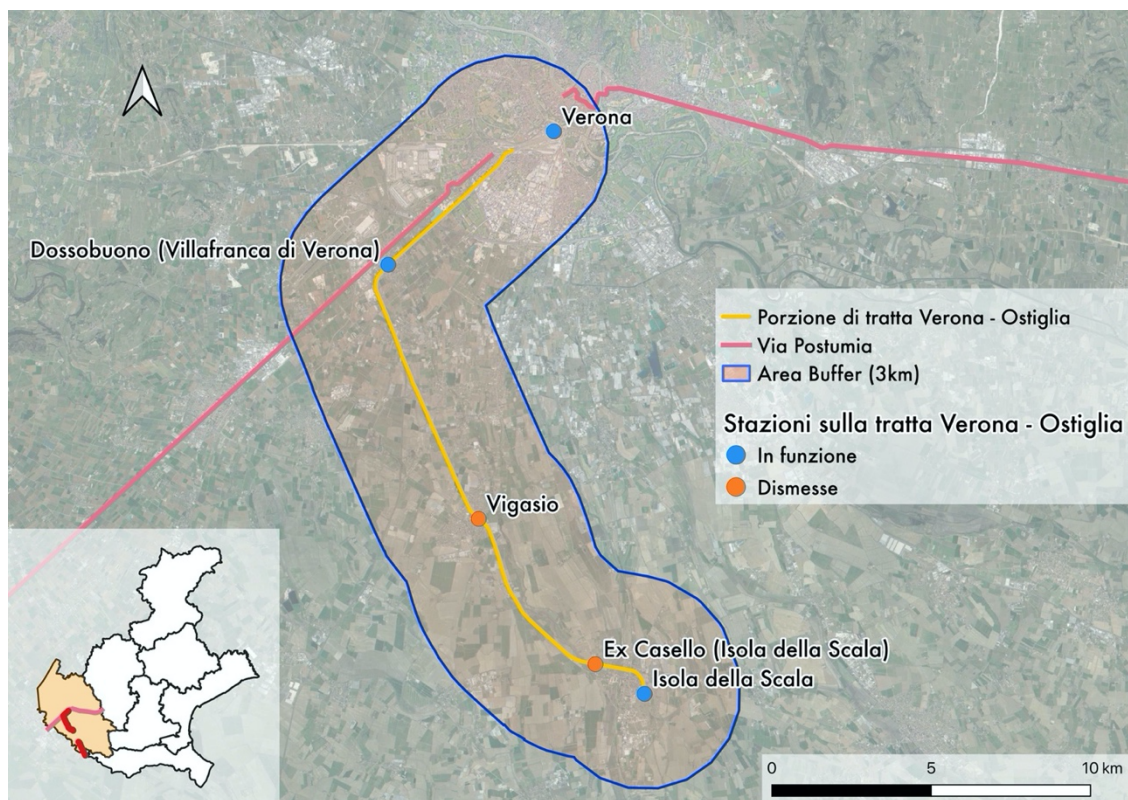 Verona
Dossobuono (Villafranca di Verona)
Porzione di tratta Verona - Ostiglia
Via Postumia
Area Buffer (3km)
Stazioni sulla tratta Verona - Ostiglia
In funzione
Dismesse
Vigasio
Ex Casello (Isola della Scala)
Isola della Scala
0 5 10 km